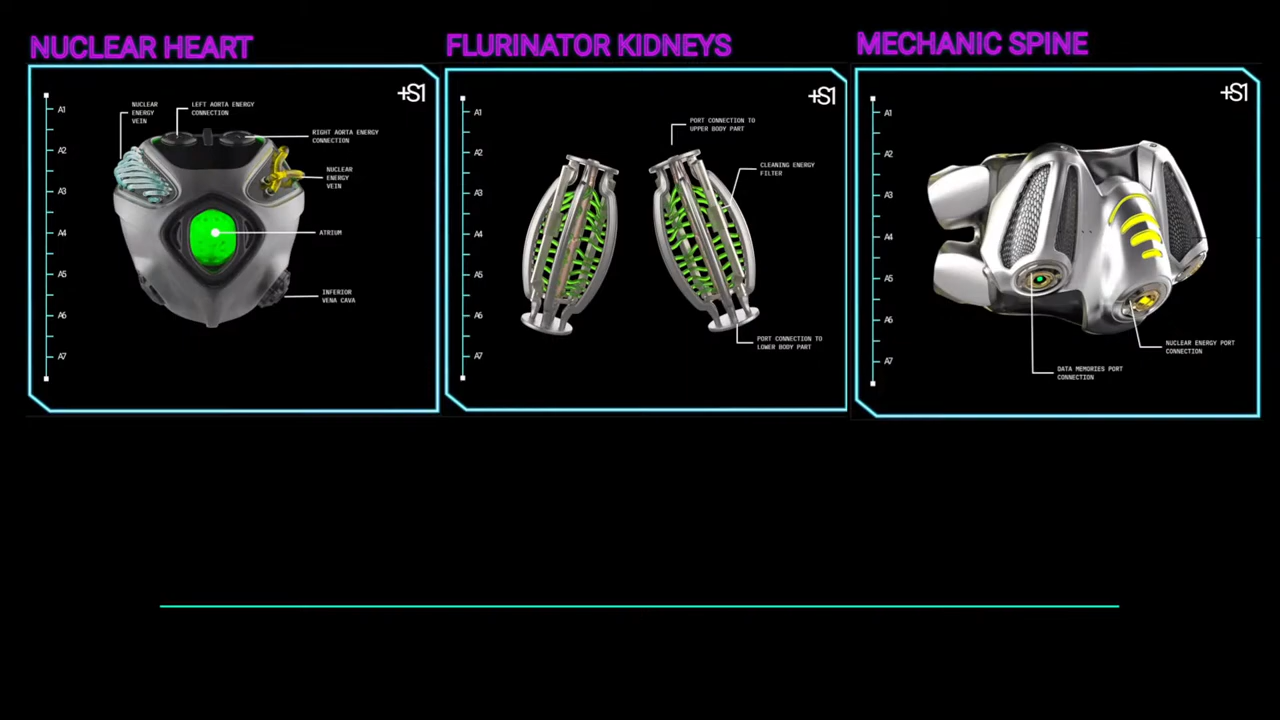 NUCLEAR HEART
+S1
A1
A2
A3
A4
A5
A6
A7
NUCLEAR
ENERGY
VEIN
LEFT AORTA ENERGY
CONNECTION
RIGHT AORTA ENERGY
CONNECTION
NUCLEAR
ENERGY
VEIN
ATRIUM
INFERIOR
VENA CAVA
FLURINATOR KIDNEYS
+S1
A1
A2
A3
A4
A5
A6
A7
PORT CONNECTION TO
UPPER BODY PART
CLEANING ENERGY
FILTER
PORT CONNECTION TO
LOWER BODY PART
MECHANIC SPINE
+S1
A1
A2
A3
A4
A5
A6
A7
NUCLEAR ENERGY PORT
CONNECTION
DATA MEMORIES PORT
CONNECTION